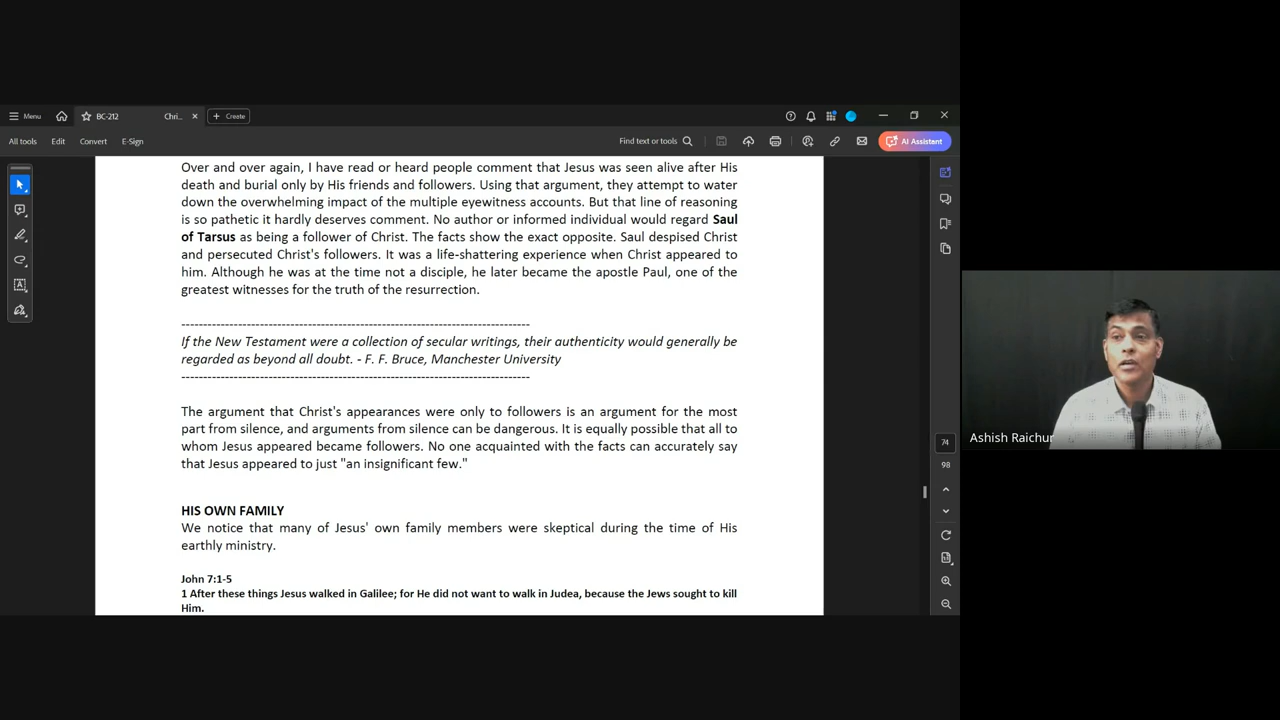 Menu
BC-212
Chri...
Create
All tools
Edit
Convert
E-Sign
Find text or tools
AI Assistant
Over and over again, I have read or heard people comment that Jesus was seen alive after His
death and burial only by His friends and followers. Using that argument, they attempt to water
down the overwhelming impact of the multiple eyewitness accounts. But that line of reasoning
is so pathetic it hardly deserves comment. No author or informed individual would regard Saul
of Tarsus as being a follower of Christ. The facts show the exact opposite. Saul despised Christ
and persecuted Christ's followers. It was a life-shattering experience when Christ appeared to
him. Although he was at the time not a disciple, he later became the apostle Paul, one of the
greatest witnesses for the truth of the resurrection.
If the New Testament were a collection of secular writings, their authenticity would generally be
regarded as beyond all doubt. - F. F. Bruce, Manchester University
The argument that Christ's appearances were only to followers is an argument for the most
part from silence, and arguments from silence can be dangerous. It is equally possible that all to
whom Jesus appeared became followers. No one acquainted with the facts can accurately say
that Jesus appeared to just "an insignificant few."
HIS OWN FAMILY
We notice that many of Jesus' own family members were skeptical during the time of His
earthly ministry.
John 7:1-5
1 After these things Jesus walked in Galilee; for He did not want to walk in Judea, because the Jews sought to kill
Him.
74
98
Ashish Raichur